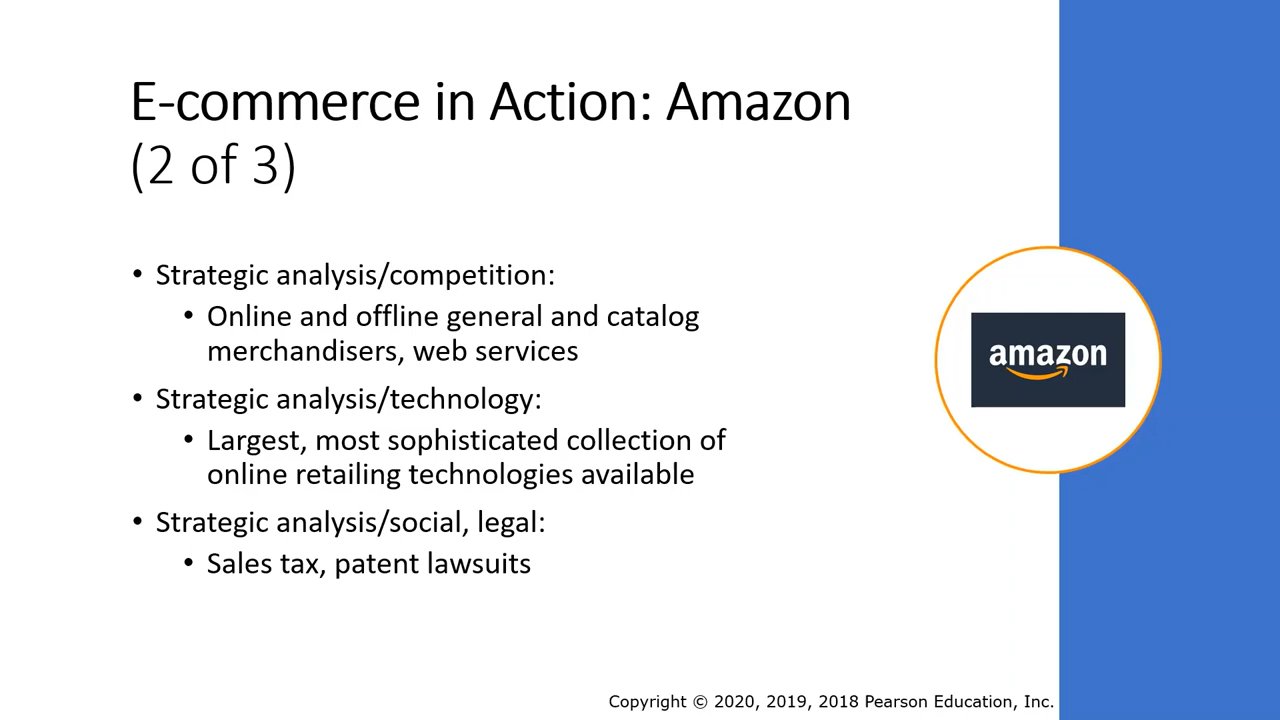 E-commerce in Action: Amazon
(2 of 3)
• Strategic analysis/competition:
• Online and offline general and catalog
merchandisers, web services
• Strategic analysis/technology:
• Largest, most sophisticated collection of
online retailing technologies available
• Strategic analysis/social, legal:
• Sales tax, patent lawsuits
amazon
Copyright © 2020, 2019, 2018 Pearson Education, Inc.